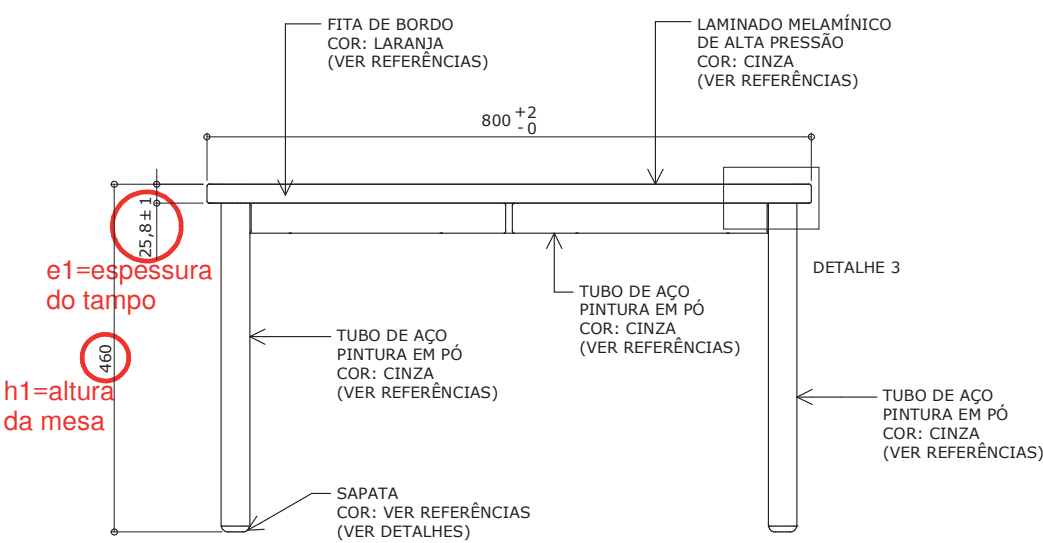 FITA DE BORDO
COR: LARANJA
(VER REFERÊNCIAS)
LAMINADO MELAMÍNICO
DE ALTA PRESSÃO
COR: CINZA
(VER REFERÊNCIAS)
800 +2
- 0
25,8± 1
e1=espessura
do tampo
DETALHE 3
TUBO DE AÇO
PINTURA EM PÓ
COR: CINZA
(VER REFERÊNCIAS)
TUBO DE AÇO
PINTURA EM PÓ
COR: CINZA
(VER REFERÊNCIAS)
460
h1=altura
da mesa
TUBO DE AÇO
PINTURA EM PÓ
COR: CINZA
(VER REFERÊNCIAS)
SAPATA
COR: VER REFERÊNCIAS
(VER DETALHES)